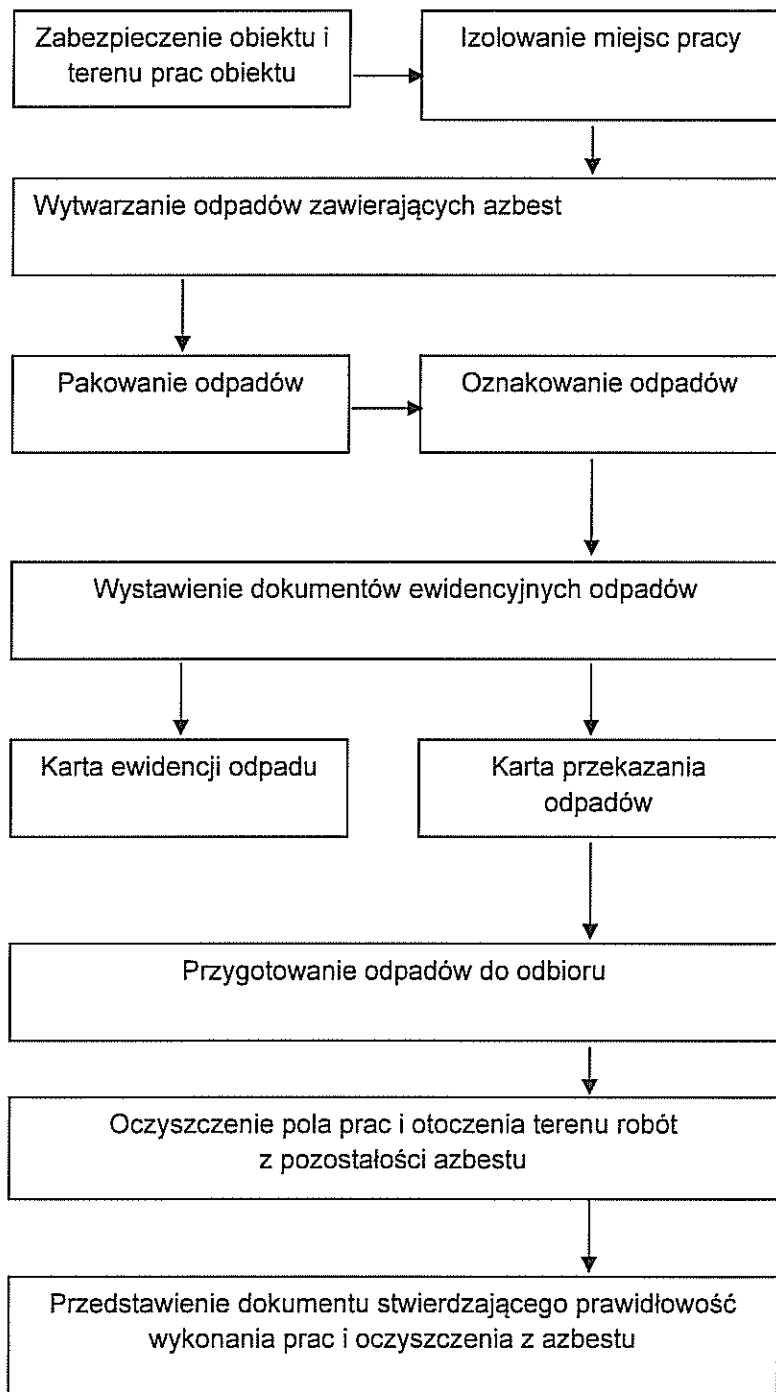 Zabezpieczenie obiektu i
terenu prac obiektu
Izolowanie miejsc pracy
Wytwarzanie odpadów zawierających azbest
Pakowanie odpadów
Oznakowanie odpadów
Wystawienie dokumentów ewidencyjnych odpadów
Karta ewidencji odpadu
Karta przekazania
odpadów
Przygotowanie odpadów do odbioru
Oczyszczenie pola prac i otoczenia terenu robót
z pozostałości azbestu
Przedstawienie dokumentu stwierdzającego prawidłowość
wykonania prac i oczyszczenia z azbestu